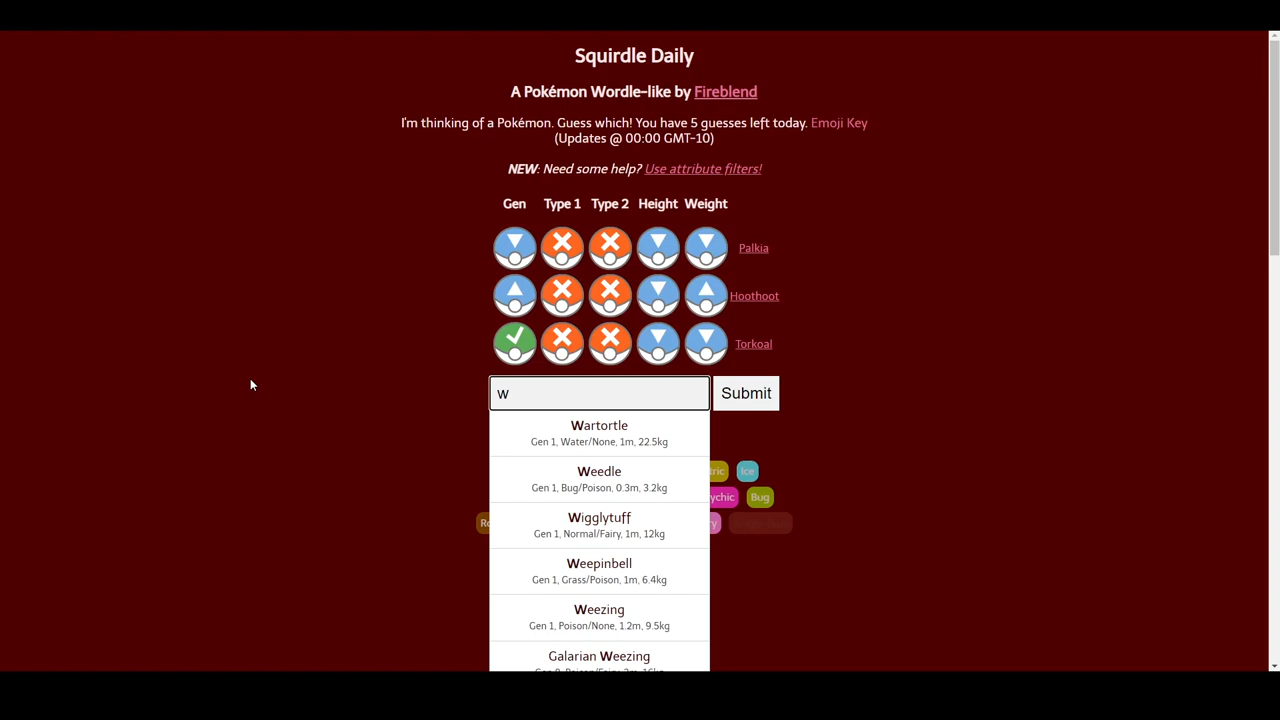 Squirdle Daily
A Pokémon Wordle-like by Fireblend
I'm thinking of a Pokémon. Guess which! You have 5 guesses left today. Emoji Key
(Updates @ 00:00 GMT-10)
NEW: Need some help? Use attribute filters!
Gen Type 1 Type 2 Height Weight
Palkia
Hoothoot
Torkoal
w Submit
Wartortle
Gen 1, Water/None, 1m, 22.5kg
Weedle
Gen 1, Bug/Poison, 0.3m, 3.2kg
tric Ice
ychic Bug
Wigglytuff
Ro ry
Gen 1, Normal/Fairy, 1m, 12kg
Weepinbell
Gen 1, Grass/Poison, 1m, 6.4kg
Weezing
Gen 1, Poison/None, 1.2m, 9.5kg
Galarian Weezing